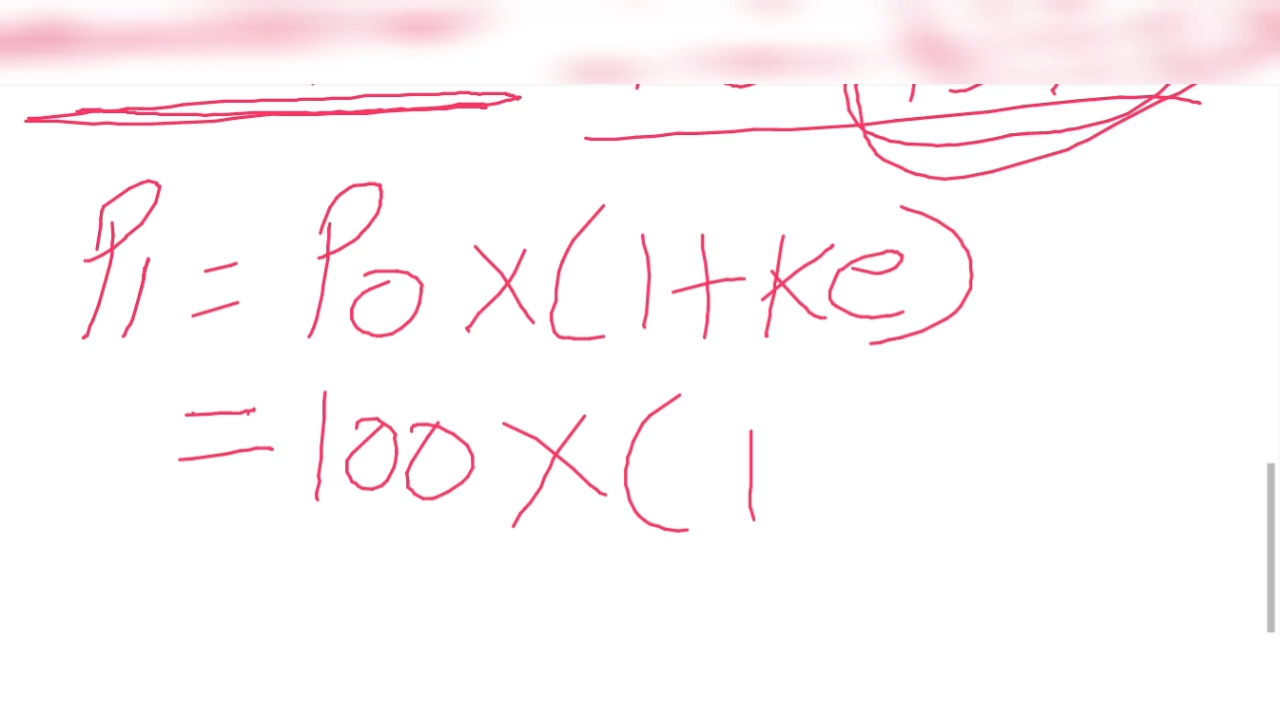 P1 = P0 × (1 + Ke)
= 100 × ( 1